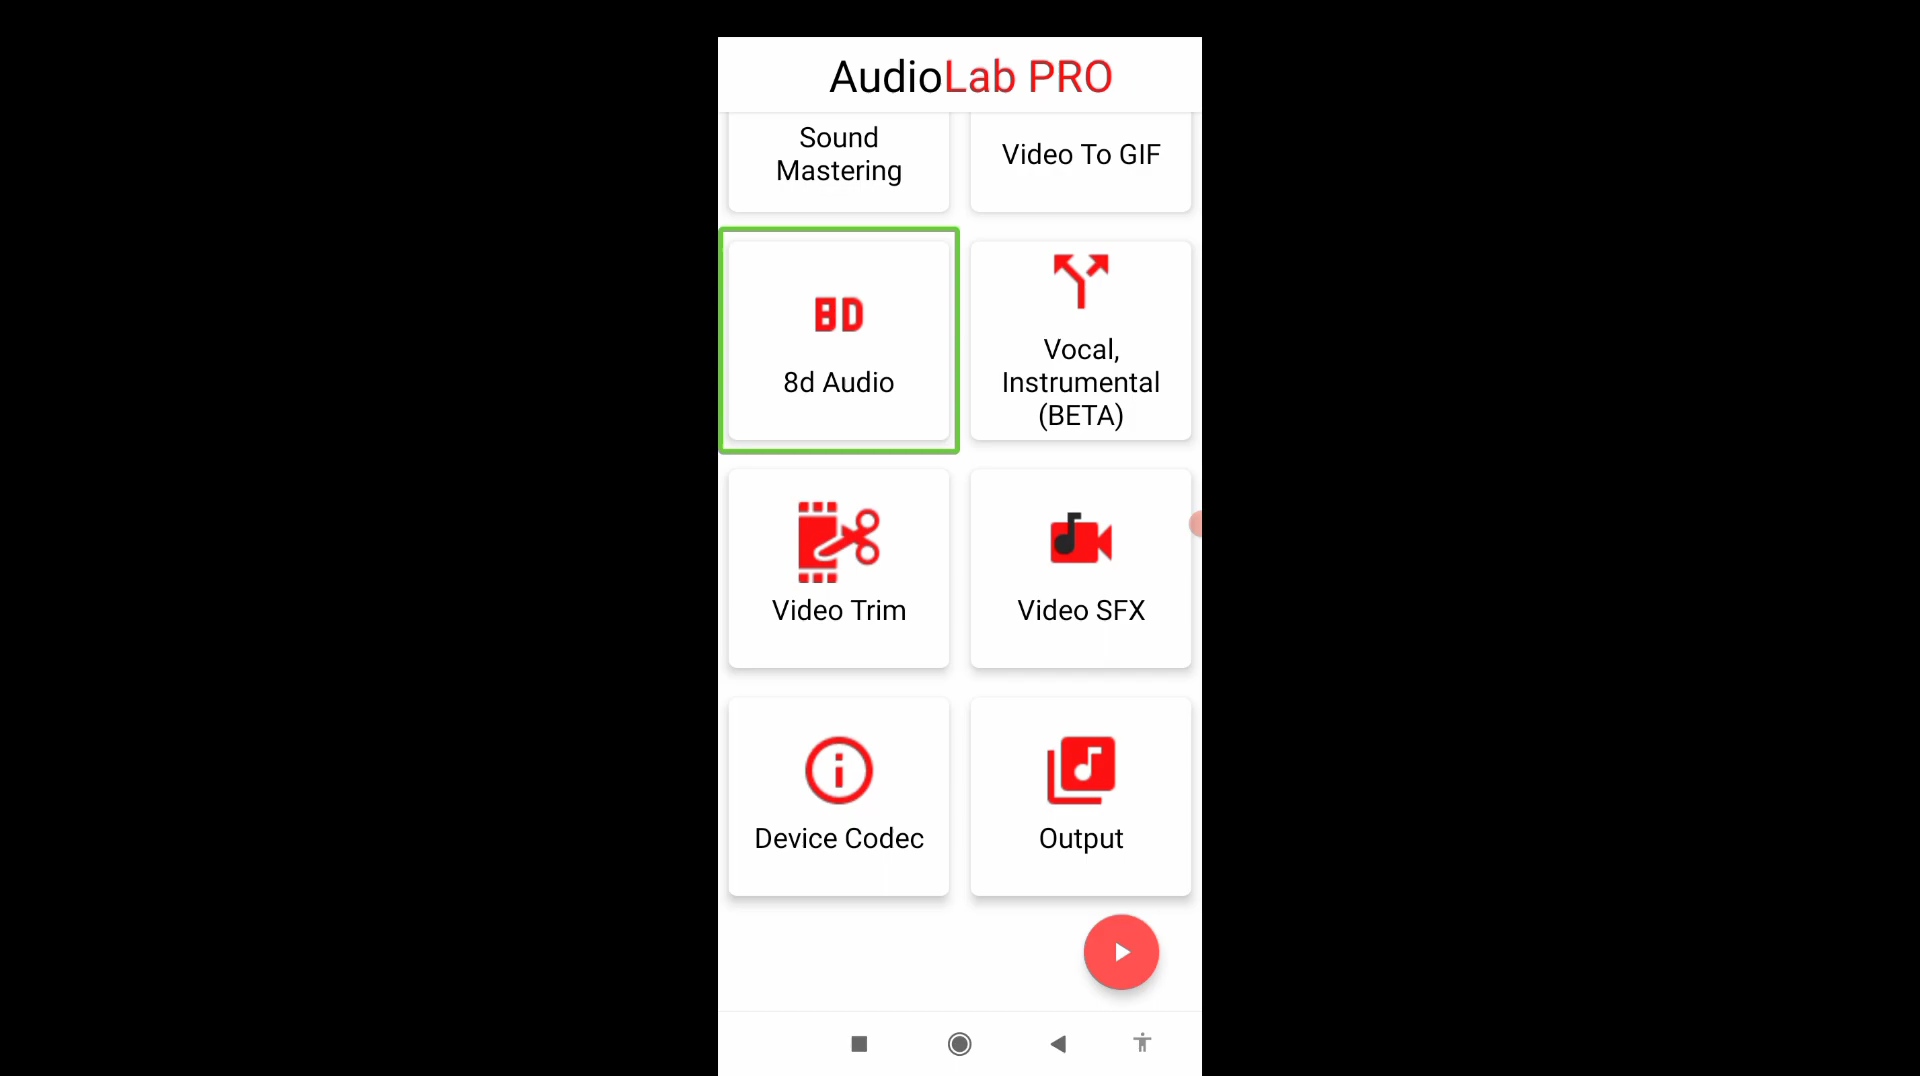 AudioLab PRO
Sound
Mastering
Video To GIF
8D
8d Audio
Vocal,
Instrumental
(BETA)
Video Trim
Video SFX
Device Codec
Output